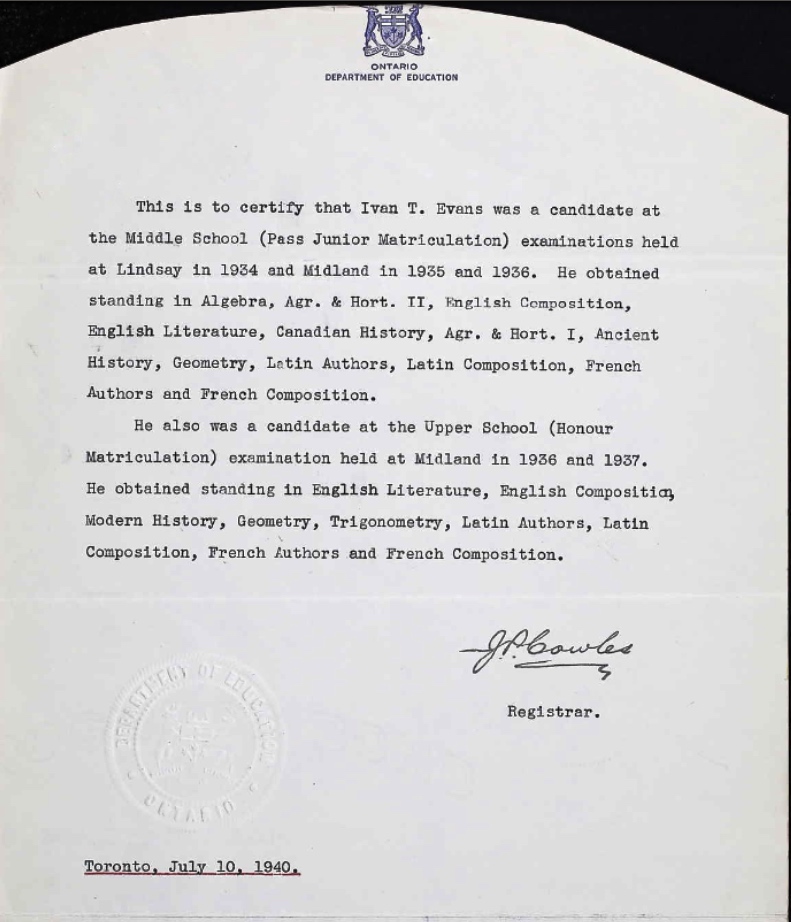 ONTARIO
DEPARTMENT OF EDUCATION
This is to certify that Ivan T. Evans was a candidate at
the Middle School (Pass Junior Matriculation) examinations held
at Lindsay in 1934 and Midland in 1935 and 1936. He obtained
standing in Algebra, Agr. & Hort. II, English Composition,
English Literature, Canadian History, Agr. & Hort. I, Ancient
History, Geometry, Latin Authors, Latin Composition, French
Authors and French Composition.
He also was a candidate at the Upper School (Honour
Matriculation) examination held at Midland in 1936 and 1937.
He obtained standing in English Literature, English Composition,
Modern History, Geometry, Trigonometry, Latin Authors, Latin
Composition, French Authors and French Composition.
J.P. Cowles
Registrar.
DEPARTMENT OF EDUCATION
ONTARIO
Toronto, July 10, 1940.